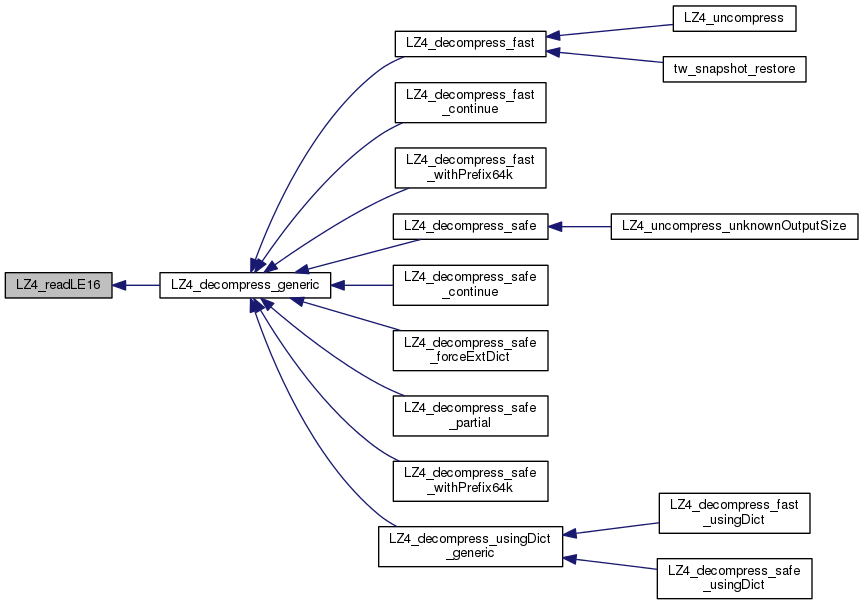 LZ4_uncompress
LZ4_decompress_fast
tw_snapshot_restore
LZ4_decompress_fast
_continue
LZ4_decompress_fast
_withPrefix64k
LZ4_decompress_safe
LZ4_uncompress_unknownOutputSize
LZ4_readLE16
LZ4_decompress_generic
LZ4_decompress_safe
_continue
LZ4_decompress_safe
_forceExtDict
LZ4_decompress_safe
_partial
LZ4_decompress_safe
_withPrefix64k
LZ4_decompress_usingDict
_generic
LZ4_decompress_fast
_usingDict
LZ4_decompress_safe
_usingDict